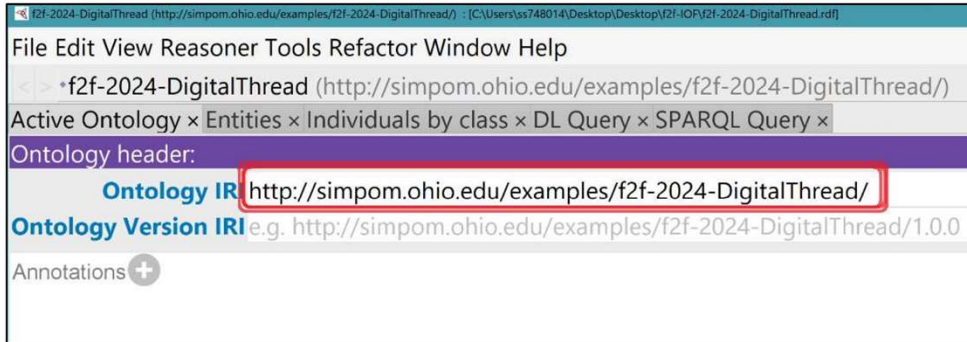 f2f-2024-DigitalThread (http://simpom.ohio.edu/examples/f2f-2024-DigitalThread/) : [C:\Users\ss748014\Desktop\Desktop\f2f-IOF\f2f-2024-DigitalThread.rdf]
File Edit View Reasoner Tools Refactor Window Help
< > •f2f-2024-DigitalThread (http://simpom.ohio.edu/examples/f2f-2024-DigitalThread/)
Active Ontology × Entities × Individuals by class × DL Query × SPARQL Query ×
Ontology header:
Ontology IRI http://simpom.ohio.edu/examples/f2f-2024-DigitalThread/
Ontology Version IRI e.g. http://simpom.ohio.edu/examples/f2f-2024-DigitalThread/1.0.0
Annotations +